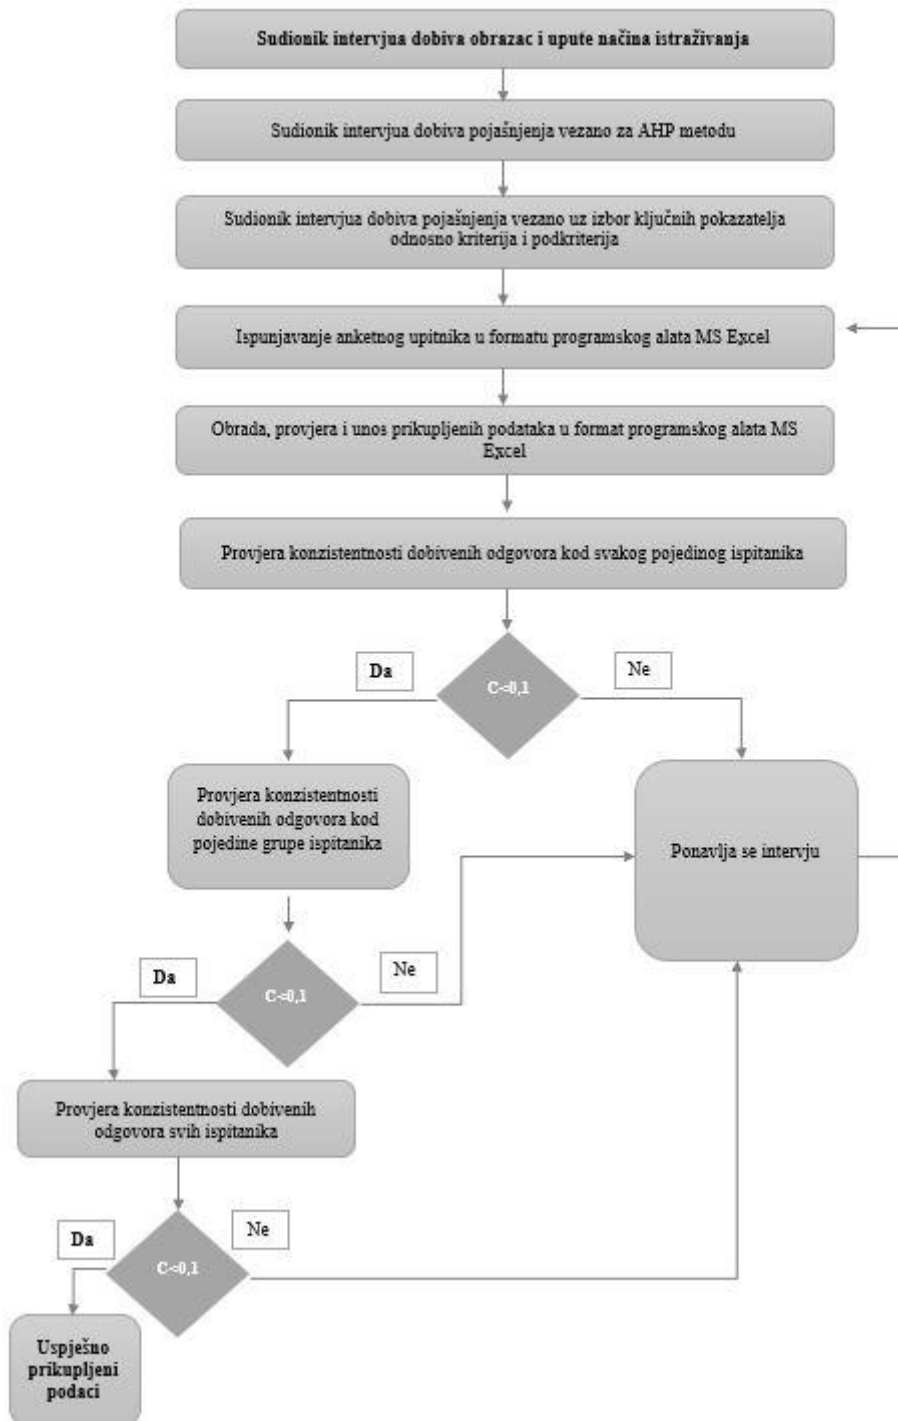 Sudionik intervjua dobiva obrazac i upute načina istraživanja
Sudionik intervjua dobiva pojašnjenja vezano za AHP metodu
Sudionik intervjua dobiva pojašnjenja vezano uz izbor ključnih pokazatelja
odnosno kriterija i podkriterija
Ispunjavanje anketnog upitnika u formatu programskog alata MS Excel
Obrada, provjera i unos prikupljenih podataka u format programskog alata MS
Excel
Provjera konzistentnosti dobivenih odgovora kod svakog pojedinog ispitanika
Da
C<0,1
Ne
Provjera konzistentnosti
dobivenih odgovora kod
pojedine grupe ispitanika
Ponavlja se intervju
Da
C<0,1
Ne
Provjera konzistentnosti dobivenih
odgovora svih ispitanika
Da
C<0,1
Ne
Uspješno
prikupljeni
podaci